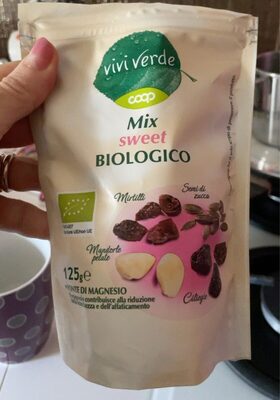 vivi verde
coop
Mix
sweet
BIOLOGICO
Mirtilli
Semi di
zucca
Mandorle
pelate
Ciliegie
125g e
FONTE DI MAGNESIO
contribuisce alla riduzione
e dell'affaticamento